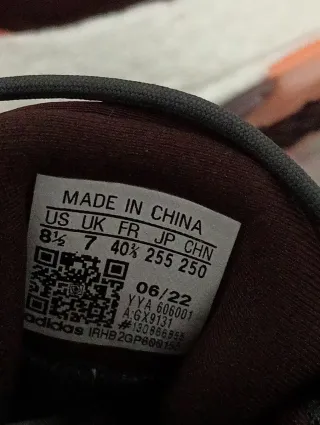 MADE IN CHINA
US UK FR JP CHN
8½ 7 40⅔ 255 250
06/22
YYA 606001
A:GX9131
adidas